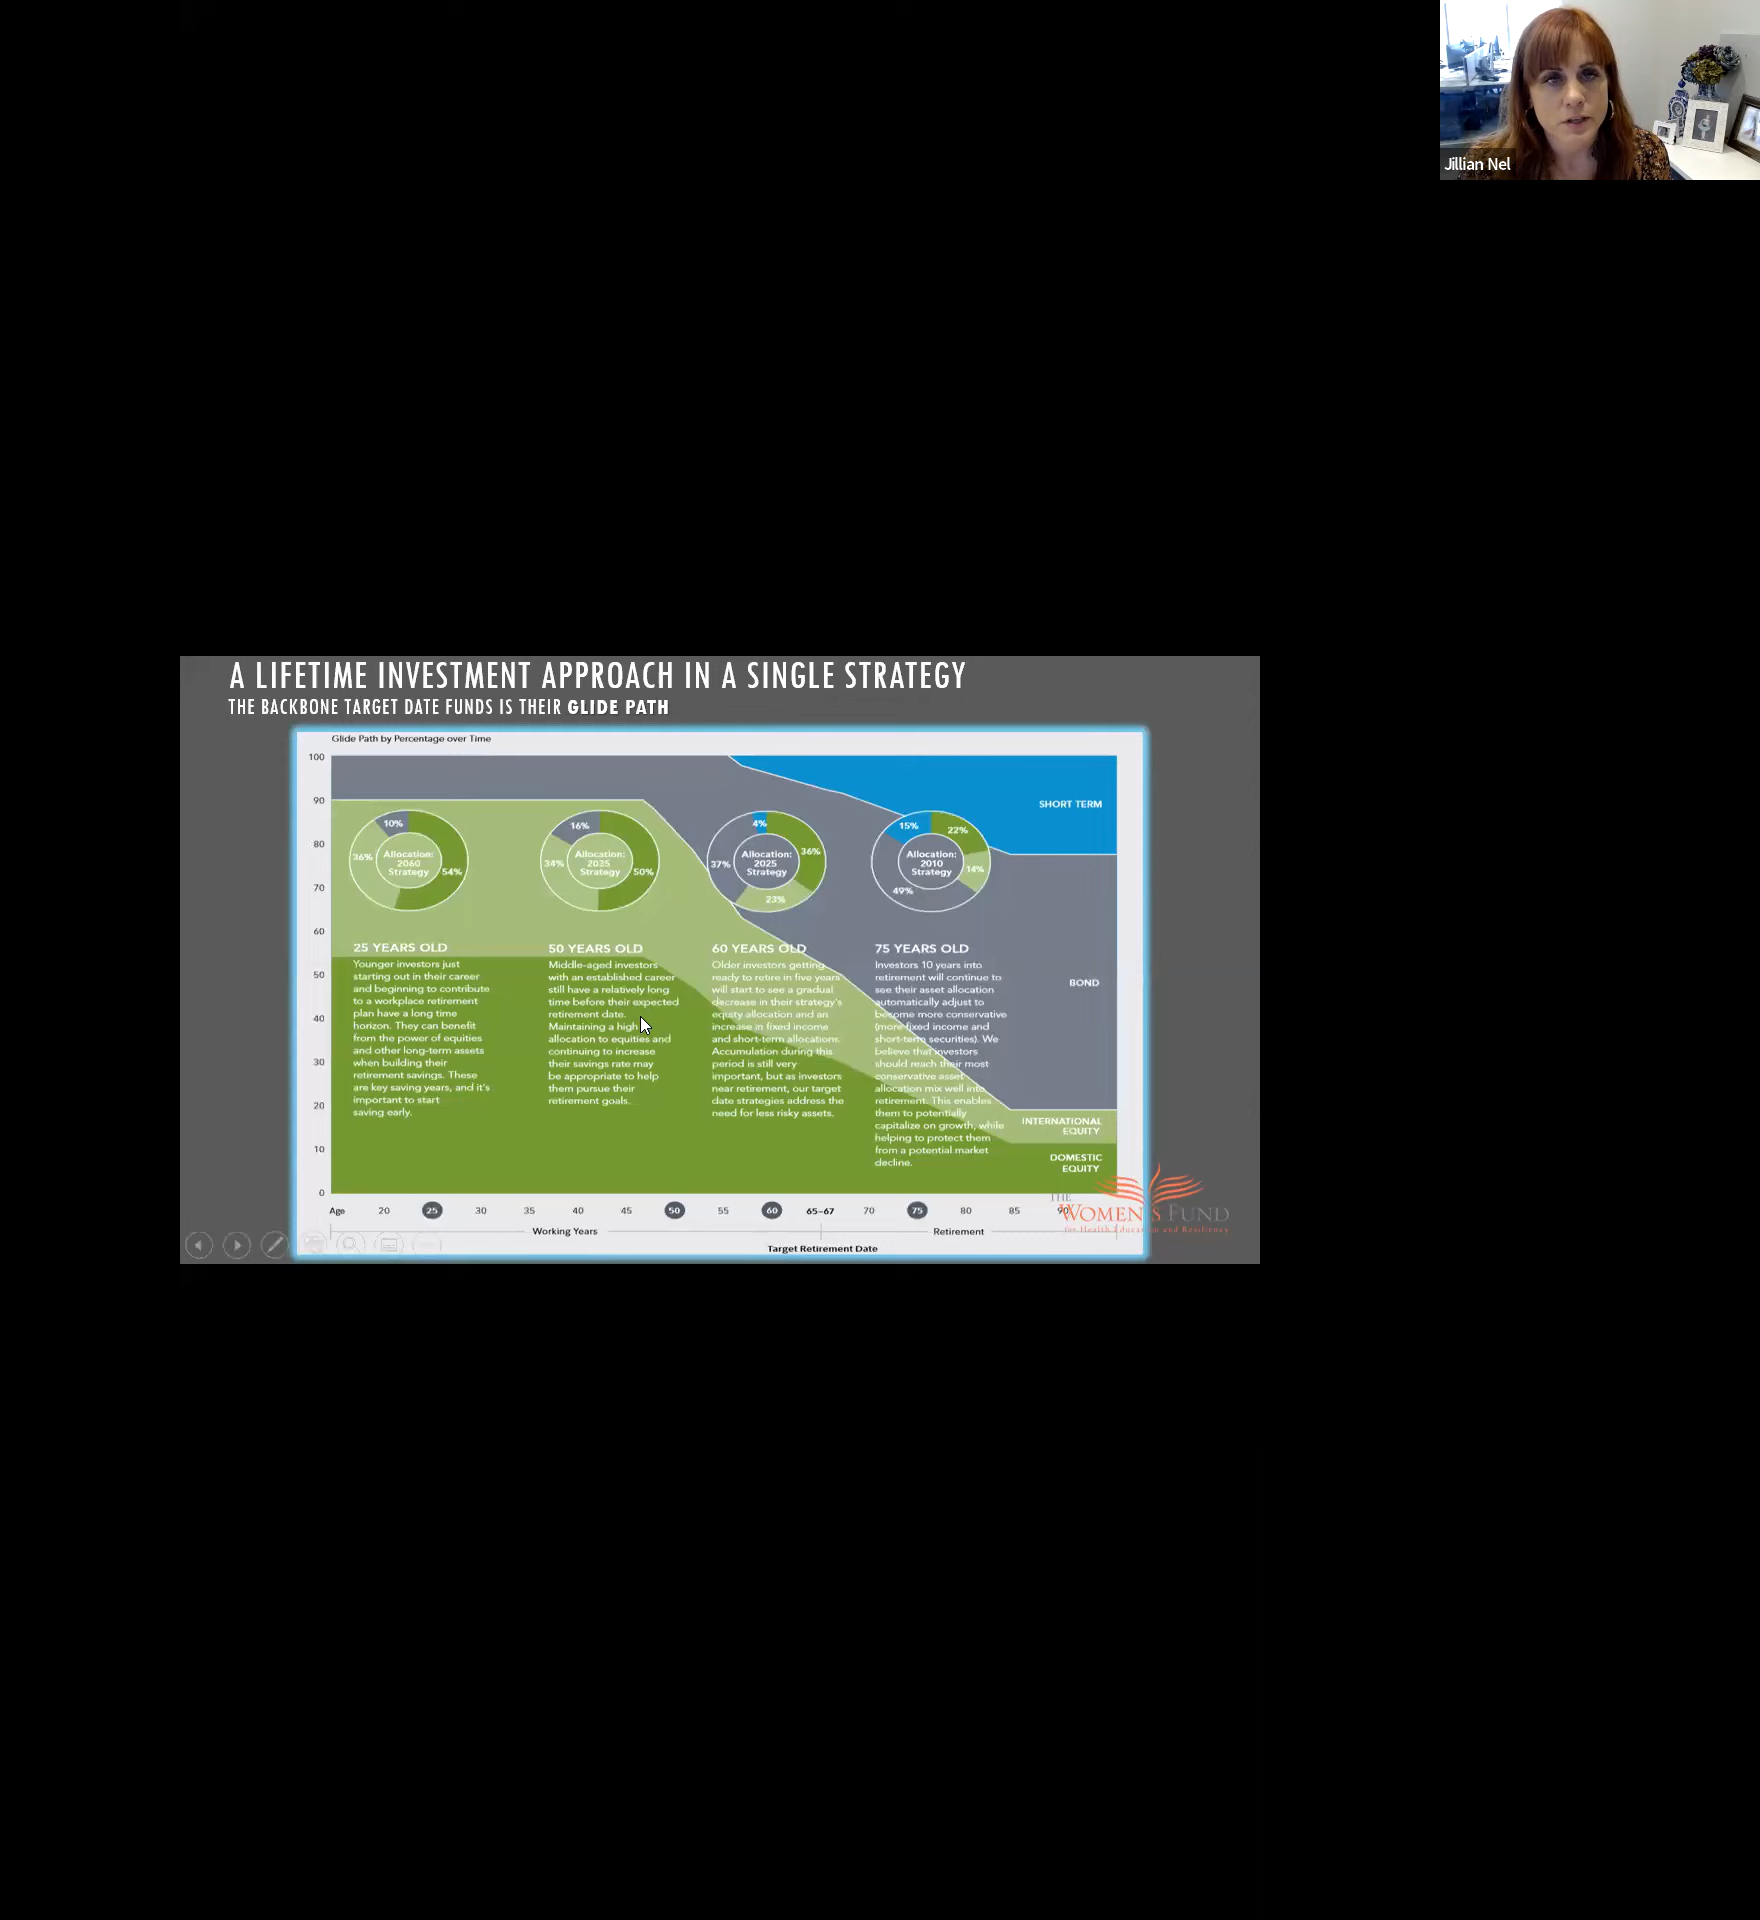 Jillian Nel
A LIFETIME INVESTMENT APPROACH IN A SINGLE STRATEGY
THE BACKBONE TARGET DATE FUNDS IS THEIR GLIDE PATH
Glide Path by Percentage over Time
100
90
80
70
60
50
40
30
20
10
0
10%
36%
54%
Allocation:
2060
Strategy
16%
34%
50%
Allocation:
2035
Strategy
4%
37%
36%
23%
Allocation:
2025
Strategy
15%
22%
14%
49%
Allocation:
2010
Strategy
SHORT TERM
BOND
INTERNATIONAL
EQUITY
DOMESTIC
EQUITY
25 YEARS OLD
Younger investors just
starting out in their career
and beginning to contribute
to a workplace retirement
plan have a long time
horizon. They can benefit
from the power of equities
and other long-term assets
when building their
retirement savings. These
are key saving years, and it's
important to start
saving early.
50 YEARS OLD
Middle-aged investors
with an established career
still have a relatively long
time before their expected
retirement date.
Maintaining a high
allocation to equities and
continuing to increase
their savings rate may
be appropriate to help
them pursue their
retirement goals.
60 YEARS OLD
Older investors getting
ready to retire in five years
will start to see a gradual
decrease in their strategy's
equity allocation and an
increase in fixed income
and short-term allocations.
Accumulation during this
period is still very
important, but as investors
near retirement, our target
date strategies address the
need for less risky assets.
75 YEARS OLD
Investors 10 years into
retirement will continue to
see their asset allocation
automatically adjust to
become more conservative
(more fixed income and
short-term securities). We
believe that investors
should reach their most
conservative asset
allocation mix well into
retirement. This enables
them to potentially
capitalize on growth, while
helping to protect them
from a potential market
decline.
Age 20 25 30 35 40 45 50 55 60 65–67 70 75 80 85 90
Working Years
Retirement
Target Retirement Date
THE
WOMEN'S FUND
for Health Education and Resiliency